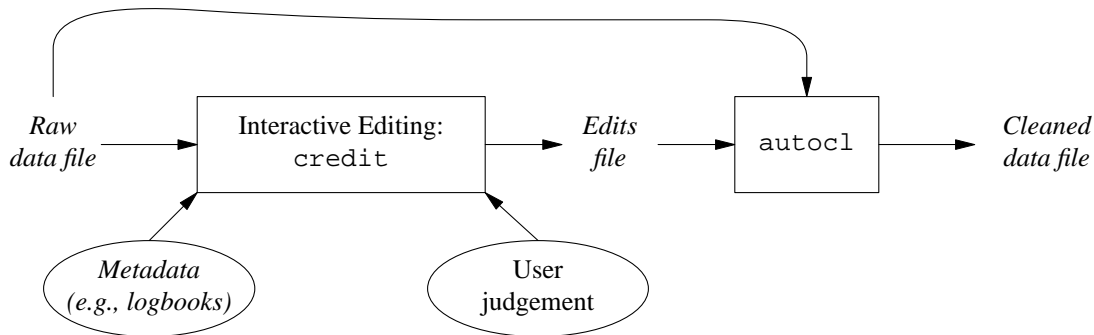 Raw
data file
Interactive Editing:
credit
Edits
file
autocl
Cleaned
data file
Metadata
(e.g., logbooks)
User
judgement